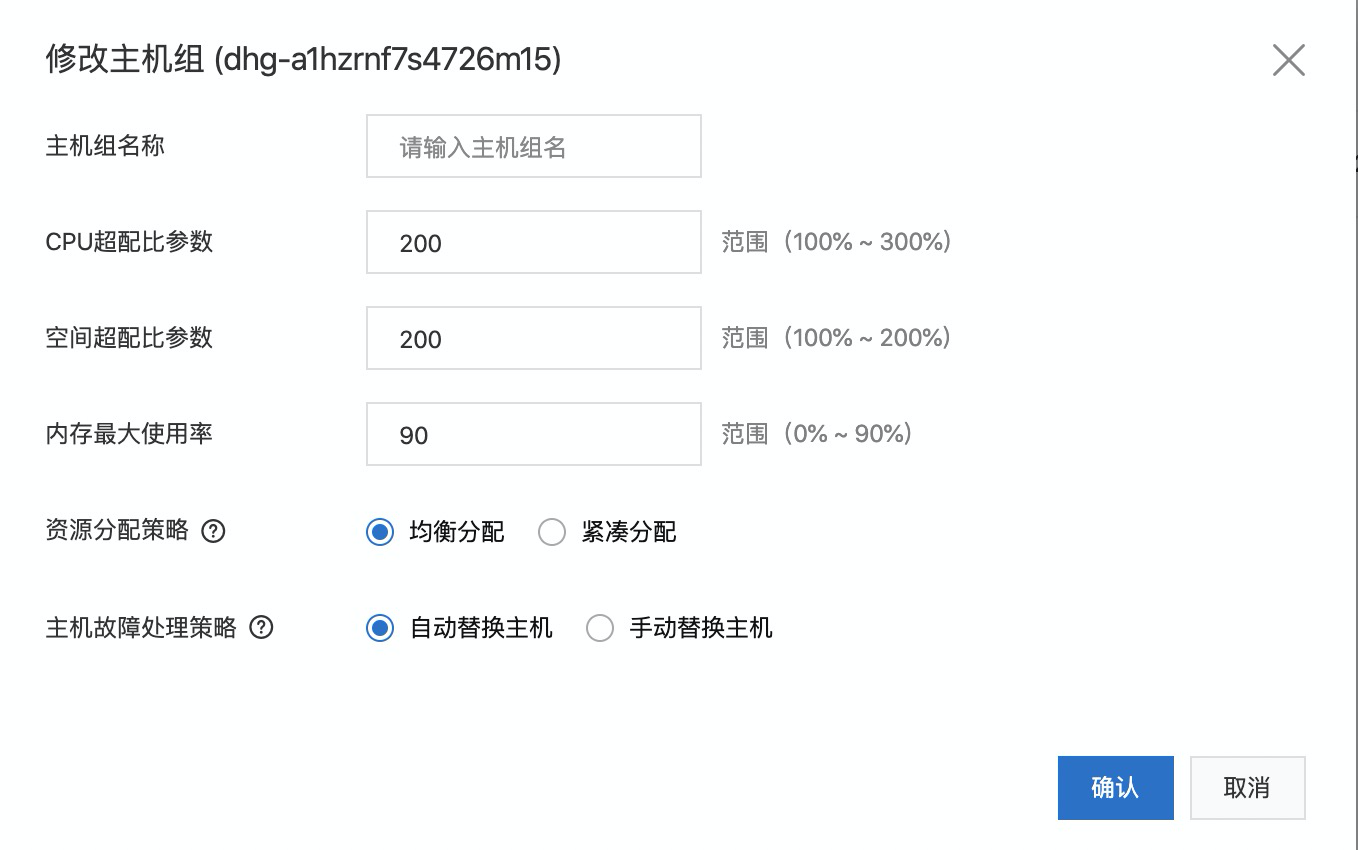 修改主机组 (dhg-a1hzrnf7s4726m15)
主机组名称 请输入主机组名
CPU超配比参数 200 范围（100% ~ 300%）
空间超配比参数 200 范围（100% ~ 200%）
内存最大使用率 90 范围（0% ~ 90%）
资源分配策略 ? 均衡分配 紧凑分配
主机故障处理策略 ? 自动替换主机 手动替换主机
确认 取消